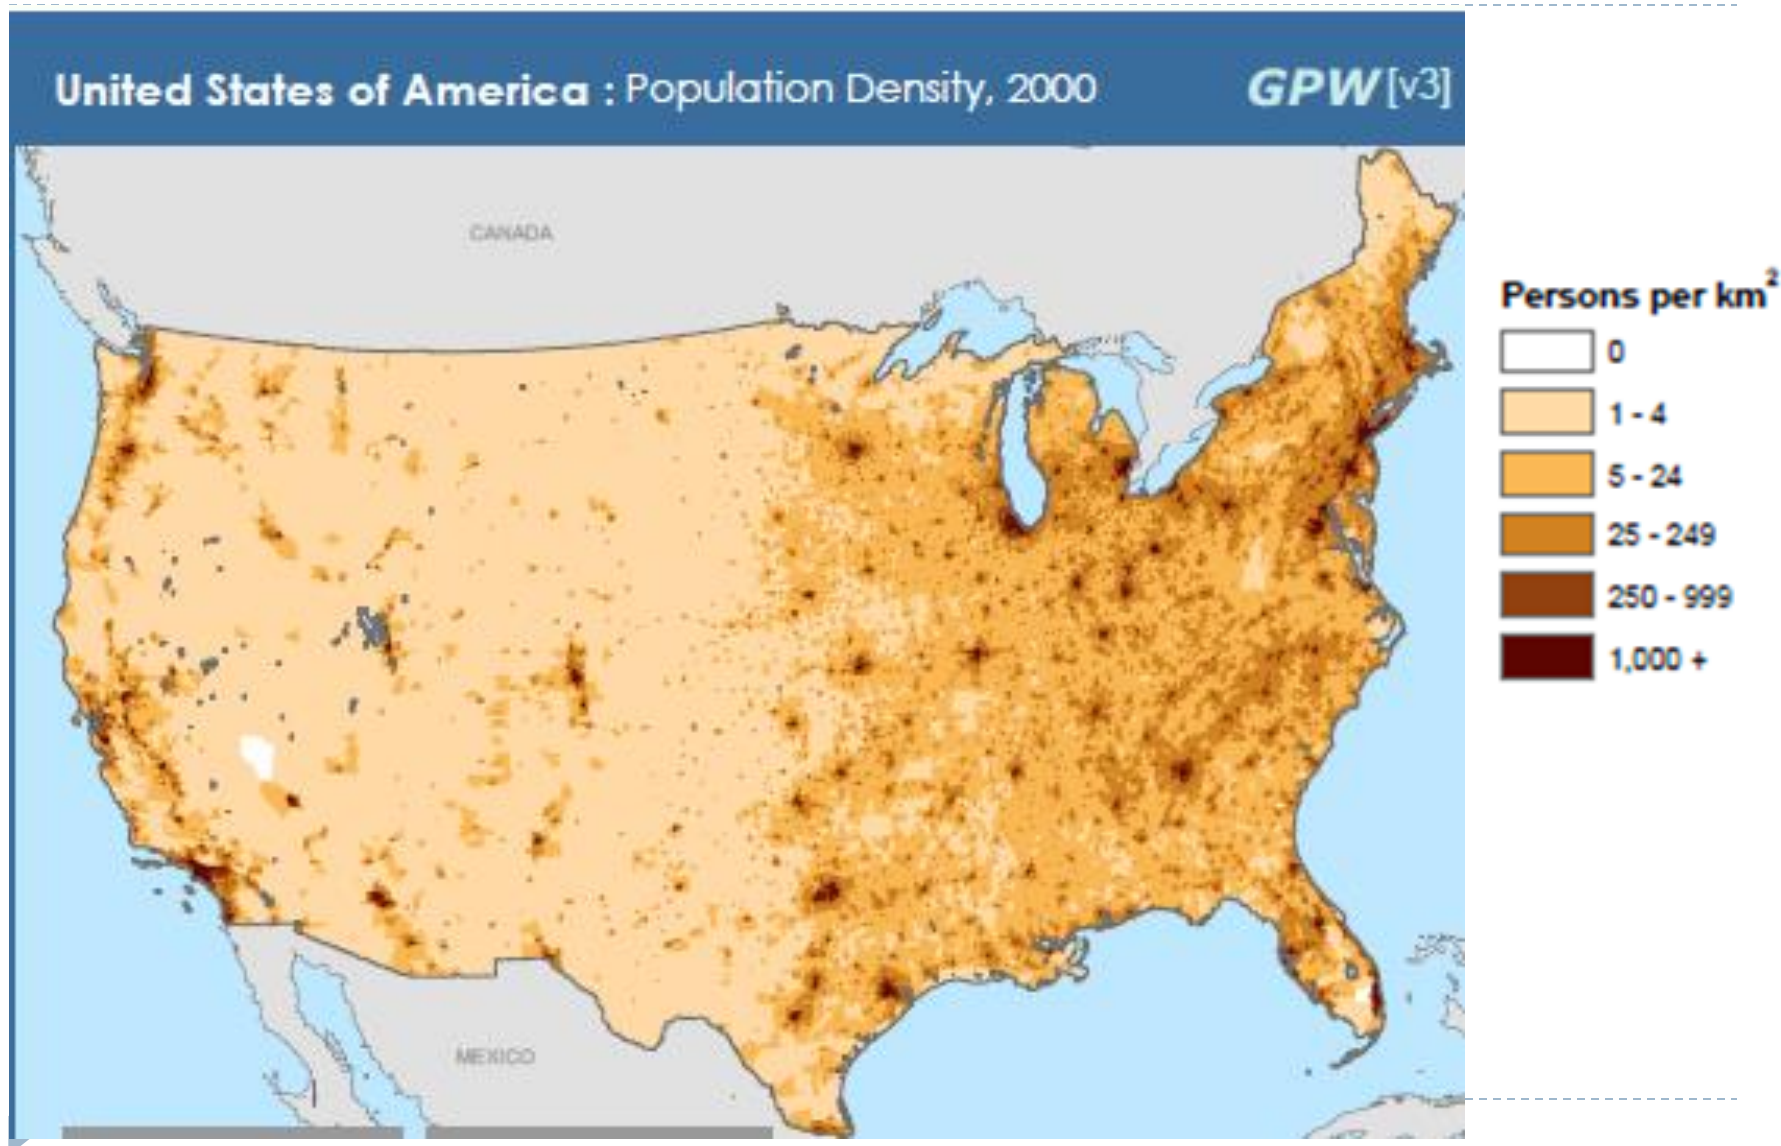 United States of America : Population Density, 2000
GPW [v3]
CANADA
MEXICO
Persons per km²
0
1 - 4
5 - 24
25 - 249
250 - 999
1,000 +